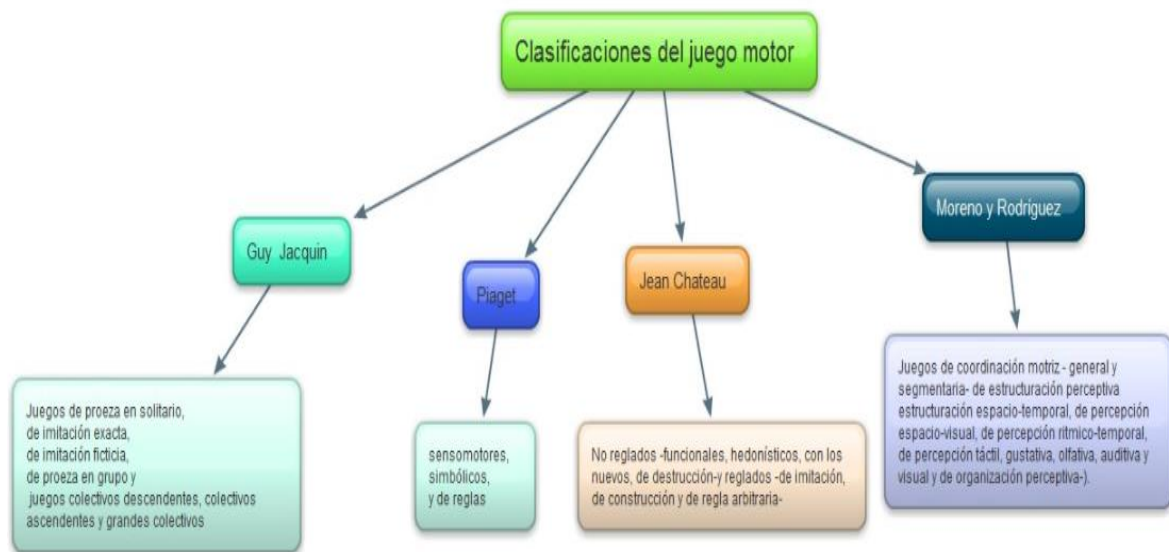 Clasificaciones del juego motor
Guy Jacquin
Piaget
Jean Chateau
Moreno y Rodríguez
Juegos de proeza en solitario,
de imitación exacta,
de imitación ficticia,
de proeza en grupo y
juegos colectivos descendentes, colectivos
ascendentes y grandes colectivos
sensomotores,
simbólicos,
y de reglas
No reglados -funcionales, hedonísticos, con los
nuevos, de destrucción-y reglados -de imitación,
de construcción y de regla arbitraria-
Juegos de coordinación motriz - general y
segmentaria- de estructuración perceptiva
estructuración espacio-temporal, de percepción
espacio-visual, de percepción rítmico-temporal,
de percepción táctil, gustativa, olfativa, auditiva y
visual y de organización perceptiva-).